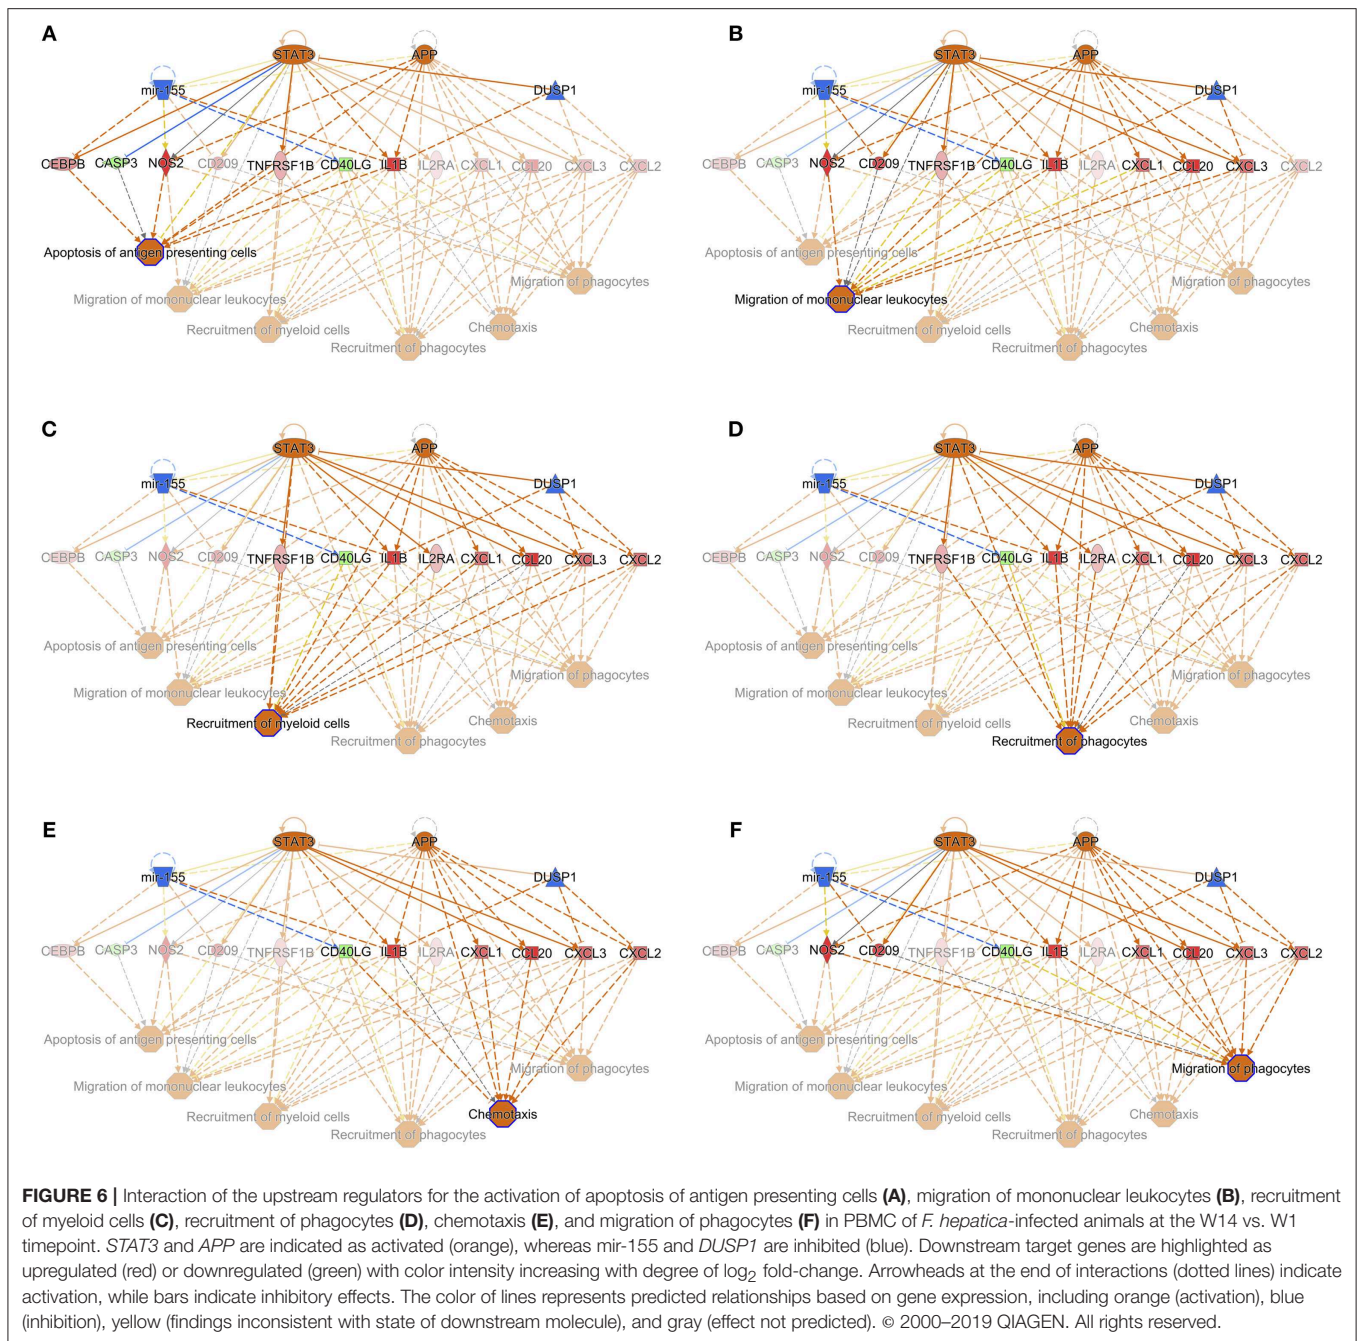 A
STAT3
APP
mir-155
DUSP1
CEBPB CASP3 NOS2 CD209 TNFRSF1B CD40LG IL1B IL2RA CXCL1 CCL20 CXCL3 CXCL2
Apoptosis of antigen presenting cells
Migration of phagocytes
Migration of mononuclear leukocytes
Recruitment of myeloid cells
Chemotaxis
Recruitment of phagocytes
B
STAT3
APP
mir-155
DUSP1
CEBPB CASP3 NOS2 CD209 TNFRSF1B CD40LG IL1B IL2RA CXCL1 CCL20 CXCL3 CXCL2
Apoptosis of antigen presenting cells
Migration of phagocytes
Migration of mononuclear leukocytes
Recruitment of myeloid cells
Chemotaxis
Recruitment of phagocytes
C
STAT3
APP
mir-155
DUSP1
CEBPB CASP3 NOS2 CD209 TNFRSF1B CD40LG IL1B IL2RA CXCL1 CCL20 CXCL3 CXCL2
Apoptosis of antigen presenting cells
Migration of phagocytes
Migration of mononuclear leukocytes
Recruitment of myeloid cells
Chemotaxis
Recruitment of phagocytes
D
STAT3
APP
mir-155
DUSP1
CEBPB CASP3 NOS2 CD209 TNFRSF1B CD40LG IL1B IL2RA CXCL1 CCL20 CXCL3 CXCL2
Apoptosis of antigen presenting cells
Migration of phagocytes
Migration of mononuclear leukocytes
Recruitment of myeloid cells
Chemotaxis
Recruitment of phagocytes
E
STAT3
APP
mir-155
DUSP1
CEBPB CASP3 NOS2 CD209 TNFRSF1B CD40LG IL1B IL2RA CXCL1 CCL20 CXCL3 CXCL2
Apoptosis of antigen presenting cells
Migration of phagocytes
Migration of mononuclear leukocytes
Recruitment of myeloid cells
Chemotaxis
Recruitment of phagocytes
F
STAT3
APP
mir-155
DUSP1
CEBPB CASP3 NOS2 CD209 TNFRSF1B CD40LG IL1B IL2RA CXCL1 CCL20 CXCL3 CXCL2
Apoptosis of antigen presenting cells
Migration of phagocytes
Migration of mononuclear leukocytes
Recruitment of myeloid cells
Chemotaxis
Recruitment of phagocytes
FIGURE 6 | Interaction of the upstream regulators for the activation of apoptosis of antigen presenting cells (A), migration of mononuclear leukocytes (B), recruitment
of myeloid cells (C), recruitment of phagocytes (D), chemotaxis (E), and migration of phagocytes (F) in PBMC of F. hepatica-infected animals at the W14 vs. W1
timepoint. STAT3 and APP are indicated as activated (orange), whereas mir-155 and DUSP1 are inhibited (blue). Downstream target genes are highlighted as
upregulated (red) or downregulated (green) with color intensity increasing with degree of log2 fold-change. Arrowheads at the end of interactions (dotted lines) indicate
activation, while bars indicate inhibitory effects. The color of lines represents predicted relationships based on gene expression, including orange (activation), blue
(inhibition), yellow (findings inconsistent with state of downstream molecule), and gray (effect not predicted). © 2000–2019 QIAGEN. All rights reserved.